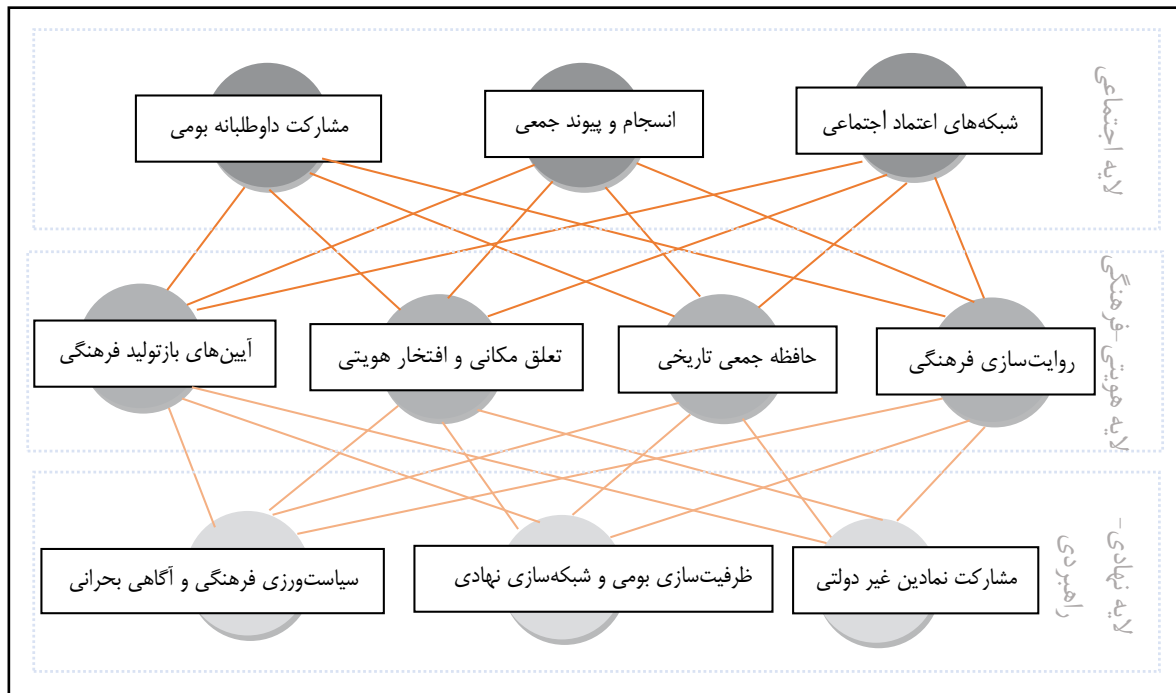 لایه اجتماعی
شبکه‌های اعتماد اجتماعی
انسجام و پیوند جمعی
مشارکت داوطلبانه بومی
لایه هویتی-فرهنگی
روایت‌سازی فرهنگی
حافظه جمعی تاریخی
تعلق مکانی و افتخار هویتی
آیین‌های بازتولید فرهنگی
لایه نهادی-
راهبردی
مشارکت نمادین غیر دولتی
ظرفیت‌سازی بومی و شبکه‌سازی نهادی
سیاست‌ورزی فرهنگی و آگاهی بحرانی